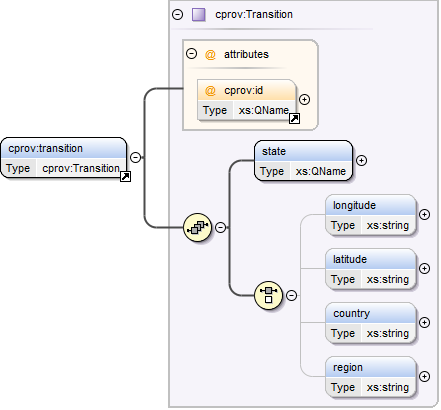 cprov:Transition
@ attributes
@ cprov:id
Type xs:QName
cprov:transition
Type cprov:Transition
state
Type xs:QName
longitude
Type xs:string
latitude
Type xs:string
country
Type xs:string
region
Type xs:string